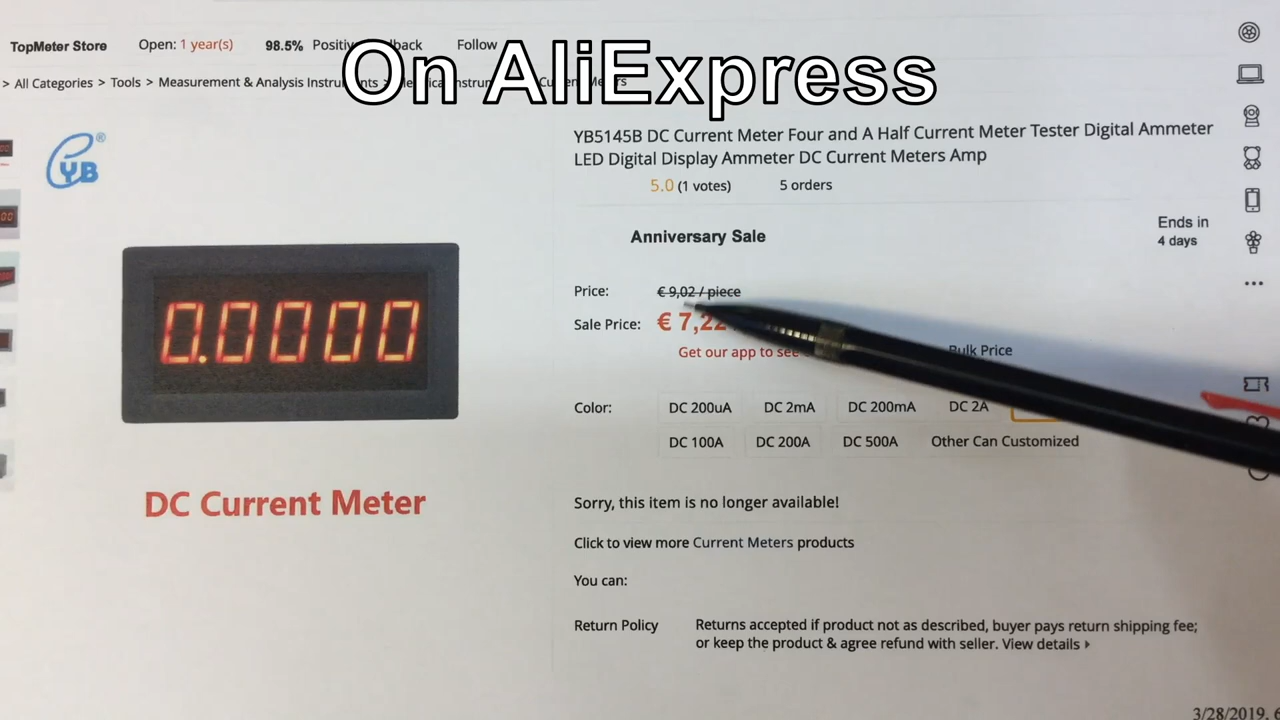 On AliExpress
TopMeter Store Open: 1 year(s) 98.5% Follow
> All Categories > Tools > Measurement & Analysis
YB®
YB5145B DC Current Meter Four and A Half Current Meter Tester Digital Ammeter
LED Digital Display Ammeter DC Current Meters Amp
5.0 (1 votes) 5 orders
Anniversary Sale
Ends in
4 days
Price: € 9,02 / piece
Sale Price: € 7,22
Get our app to see
Bulk Price
0.0000
Color: DC 200uA DC 2mA DC 200mA DC 2A
DC 100A DC 200A DC 500A Other Can Customized
DC Current Meter
Sorry, this item is no longer available!
Click to view more Current Meters products
You can:
Return Policy Returns accepted if product not as described, buyer pays return shipping fee;
or keep the product & agree refund with seller. View details
3/28/2019,